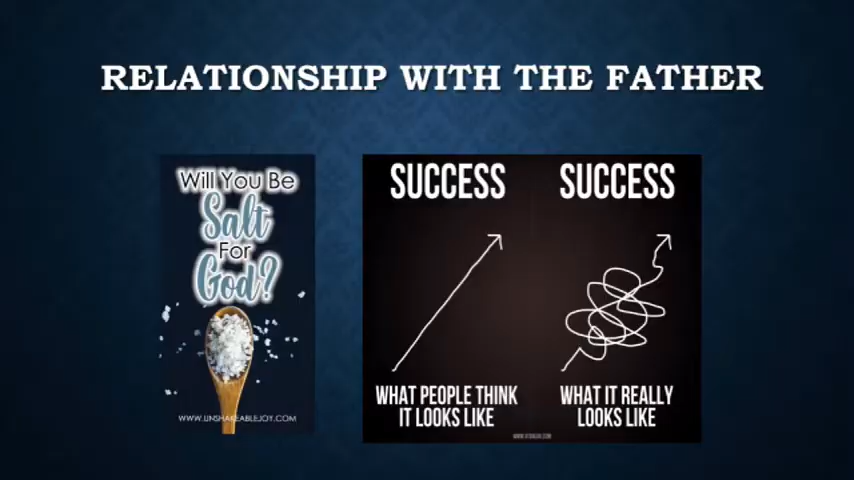 RELATIONSHIP WITH THE FATHER
Will You Be
Salt
For
God?
WWW.UNSHAKEABLEJOY.COM
SUCCESS
WHAT PEOPLE THINK
IT LOOKS LIKE
SUCCESS
WHAT IT REALLY
LOOKS LIKE